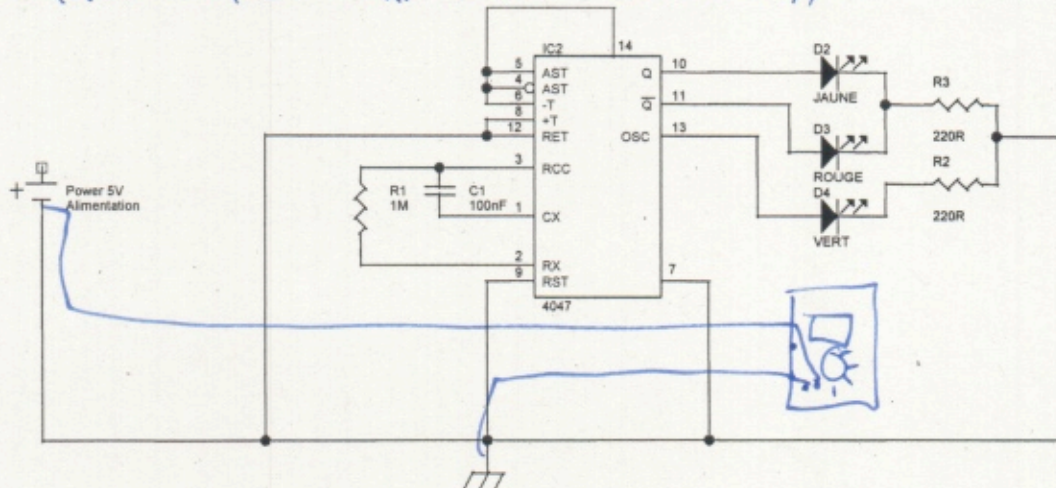 IC2
14
5 AST Q 10
4 AST
6 -T Q 11
8 +T
12 RET OSC 13
3 RCC
1 CX
2 RX
9 RST 7
4047
R1
1M
C1
100nF
+
Power 5V
Alimentation
D2
JAUNE
D3
ROUGE
D4
VERT
R3
220R
R2
220R